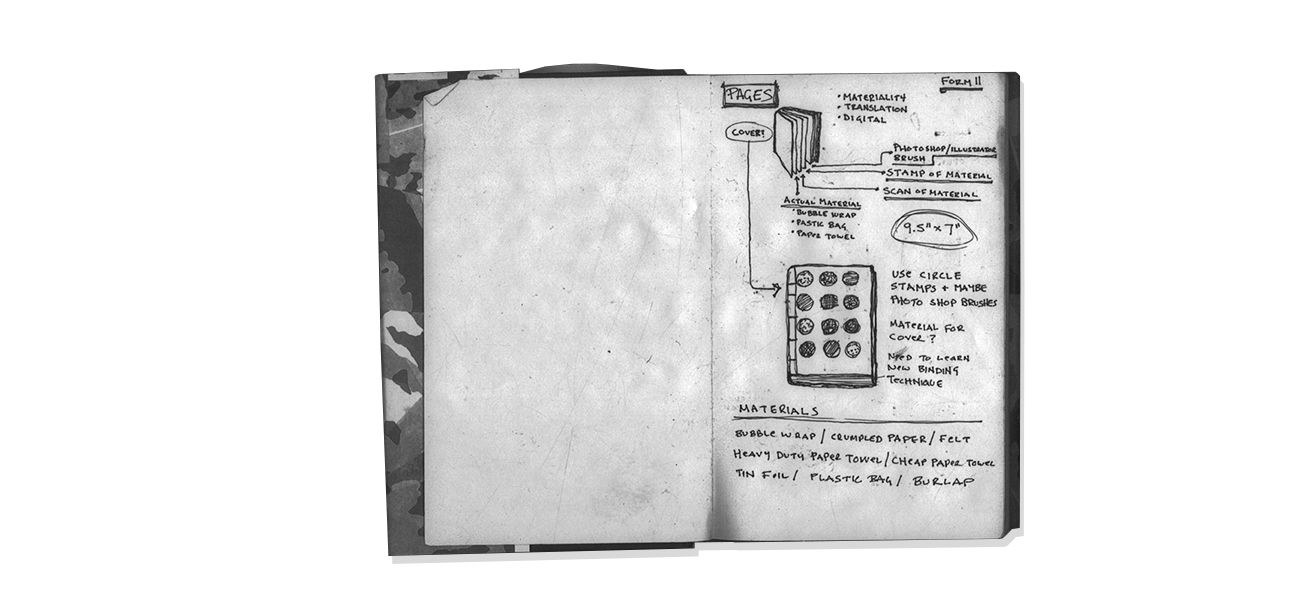 FORM II
PAGES
• MATERIALITY
• TRANSLATION
• DIGITAL
COVER?
PHOTOSHOP/ILLUSTRATOR
BRUSH
STAMP OF MATERIAL
SCAN OF MATERIAL
ACTUAL MATERIAL
• BUBBLE WRAP
• PASTIC BAG
• PAPER TOWEL
9.5" x 7"
USE CIRCLE
STAMPS + MAYBE
PHOTO SHOP BRUSHES
MATERIAL FOR
COVER?
NEED TO LEARN
NEW BINDING
TECHNIQUE
MATERIALS
BUBBLE WRAP / CRUMPLED PAPER / FELT
HEAVY DUTY PAPER TOWEL / CHEAP PAPER TOWEL
TIN FOIL / PLASTIC BAG / BURLAP